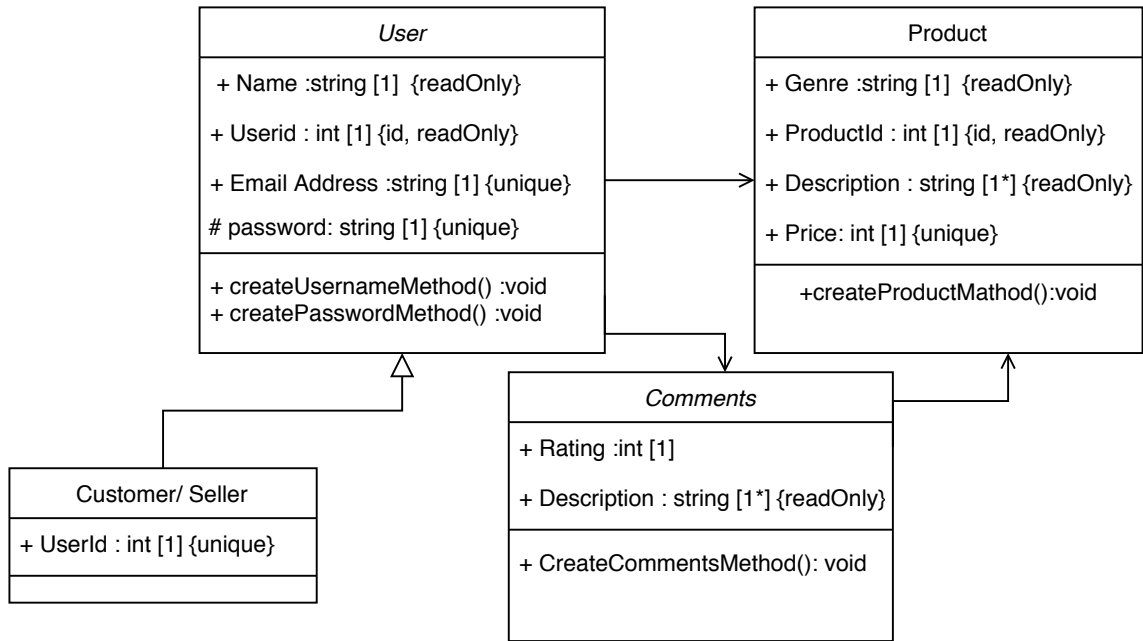 User
+ Name :string [1]  {readOnly}
+ Userid : int [1] {id, readOnly}
+ Email Address :string [1] {unique}
# password: string [1] {unique}
+ createUsernameMethod() :void
+ createPasswordMethod() :void
Product
+ Genre :string [1]  {readOnly}
+ ProductId : int [1] {id, readOnly}
+ Description : string [1*] {readOnly}
+ Price: int [1] {unique}
+createProductMathod():void
Customer/ Seller
+ UserId : int [1] {unique}
Comments
+ Rating :int [1]
+ Description : string [1*] {readOnly}
+ CreateCommentsMethod(): void